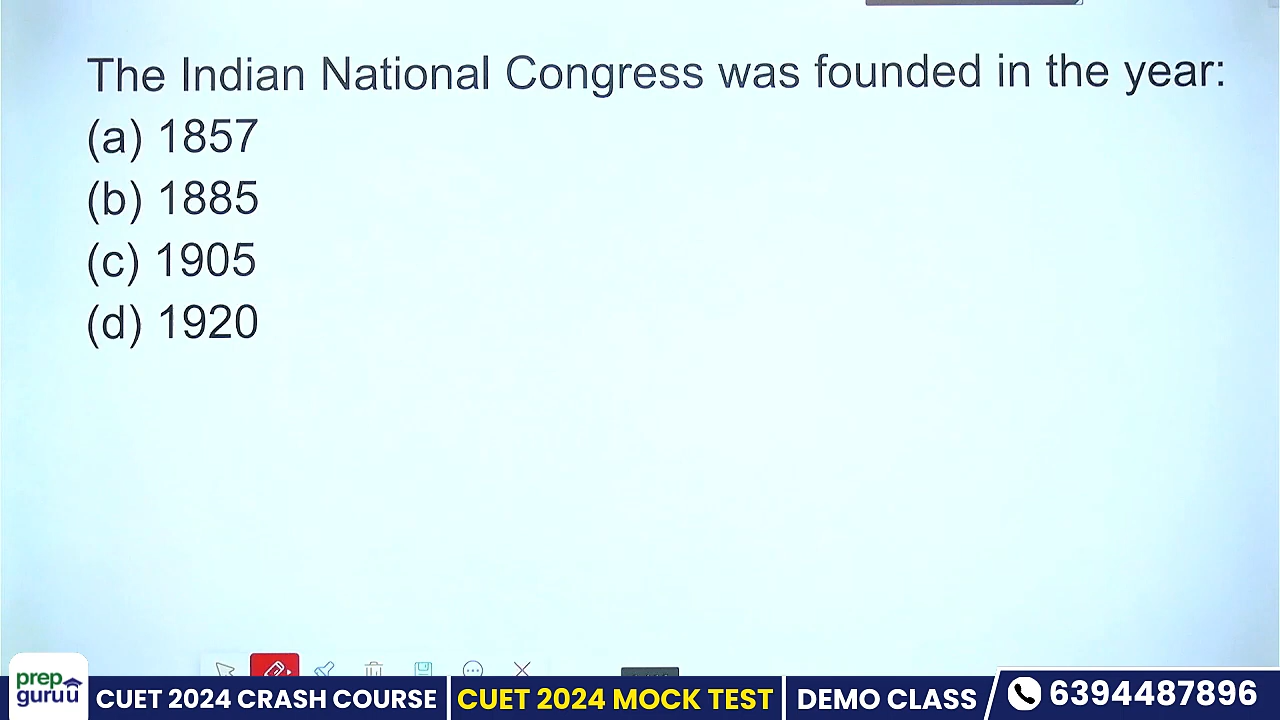 The Indian National Congress was founded in the year:
(a) 1857
(b) 1885
(c) 1905
(d) 1920
prep
guruu
CUET 2024 CRASH COURSE
CUET 2024 MOCK TEST
DEMO CLASS
6394487896